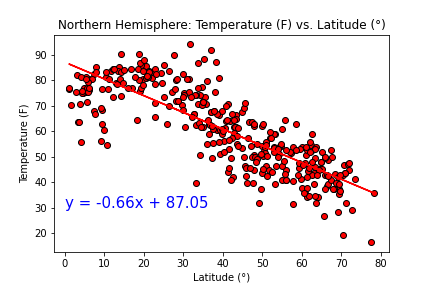 Northern Hemisphere: Temperature (F) vs. Latitude (°)
Temperature (F)
90
80
70
60
50
40
30
20
y = -0.66x + 87.05
0 10 20 30 40 50 60 70 80
Latitude (°)